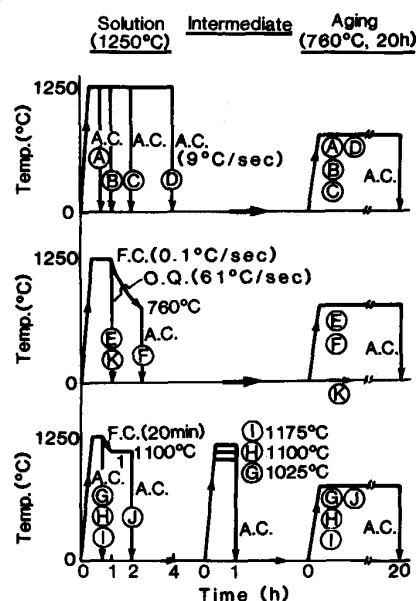 Solution Intermediate Aging
(1250°C) (760°C, 20h)
Temp.(°C)
1250
0
A.C. A.C. A.C.
(9°C/sec)
A B C D
A D
B
C
A.C.
Temp.(°C)
1250
0
F.C.(0.1°C/sec)
O.Q.(61°C/sec)
760°C
A.C.
E
K
F
E
F
A.C.
K
Temp.(°C)
1250
0
F.C.(20min)
1100°C
1
A.C.
A.C.
G
H
I
J
I 1175°C
H 1100°C
G 1025°C
A.C.
G J
H
I
A.C.
0 1 2 4 0 1 0 20
Time (h)